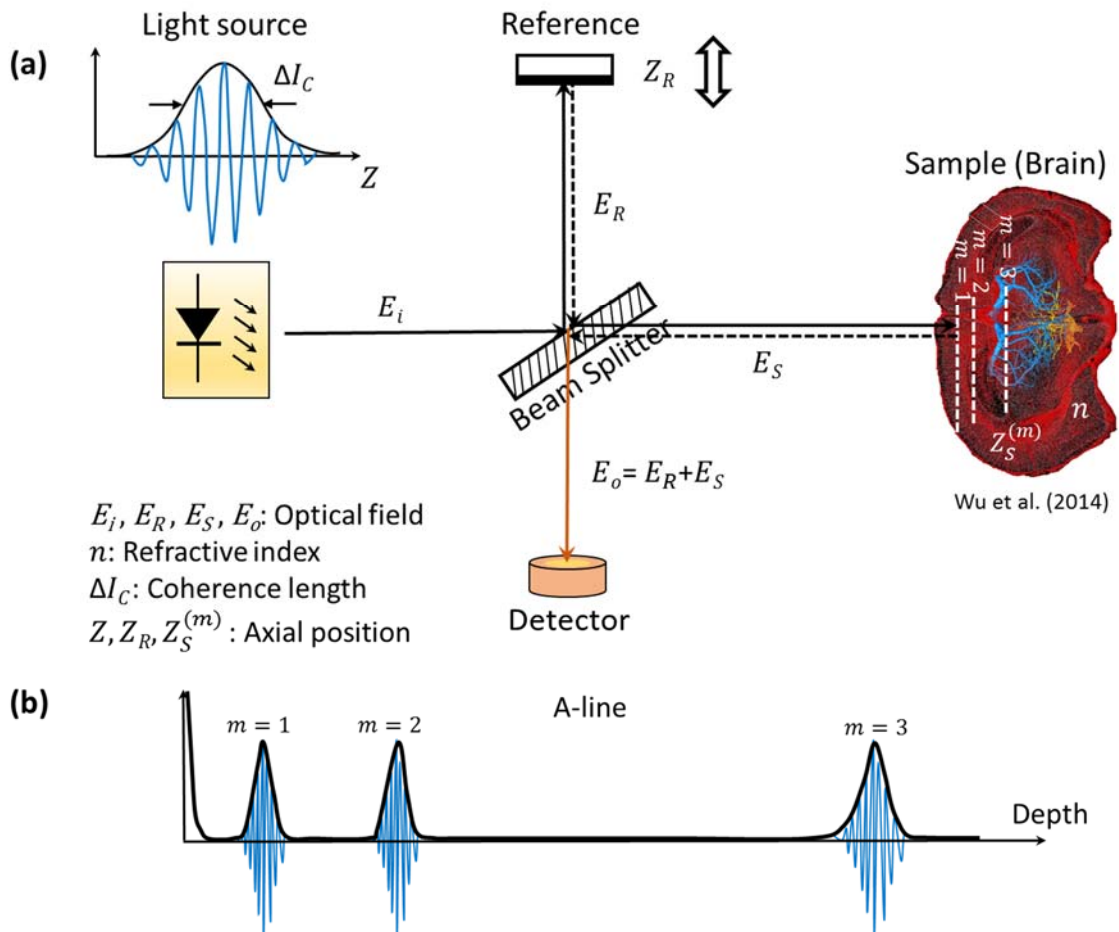 (a)
Light source
ΔI_C
Z
Reference
Z_R
E_R
E_i
Beam Splitter
E_S
Sample (Brain)
m = 1
m = 2
m = 3
n
Z_S^(m)
Wu et al. (2014)
E_o= E_R+E_S
Detector
E_i, E_R, E_S, E_o: Optical field
n: Refractive index
ΔI_C: Coherence length
Z, Z_R, Z_S^(m) : Axial position
(b)
A-line
m = 1
m = 2
m = 3
Depth